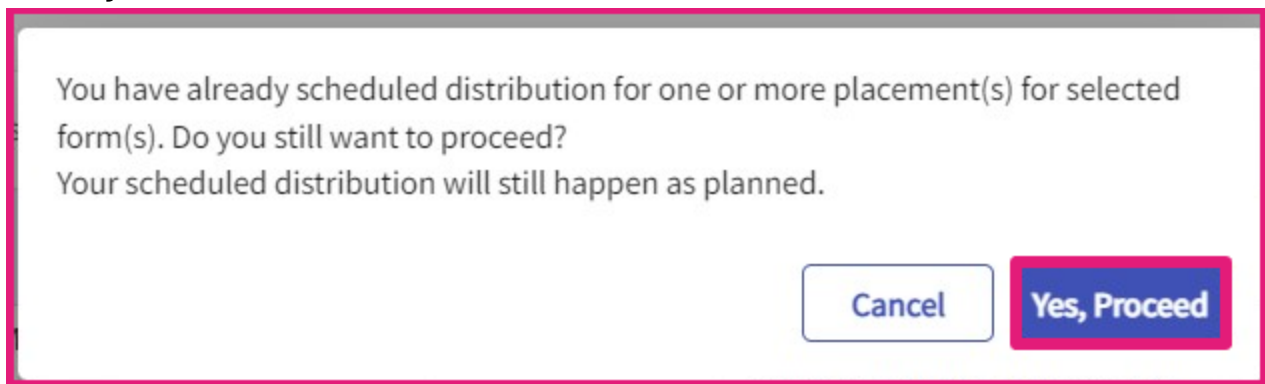 You have already scheduled distribution for one or more placement(s) for selected
form(s). Do you still want to proceed?
Your scheduled distribution will still happen as planned.
Cancel
Yes, Proceed